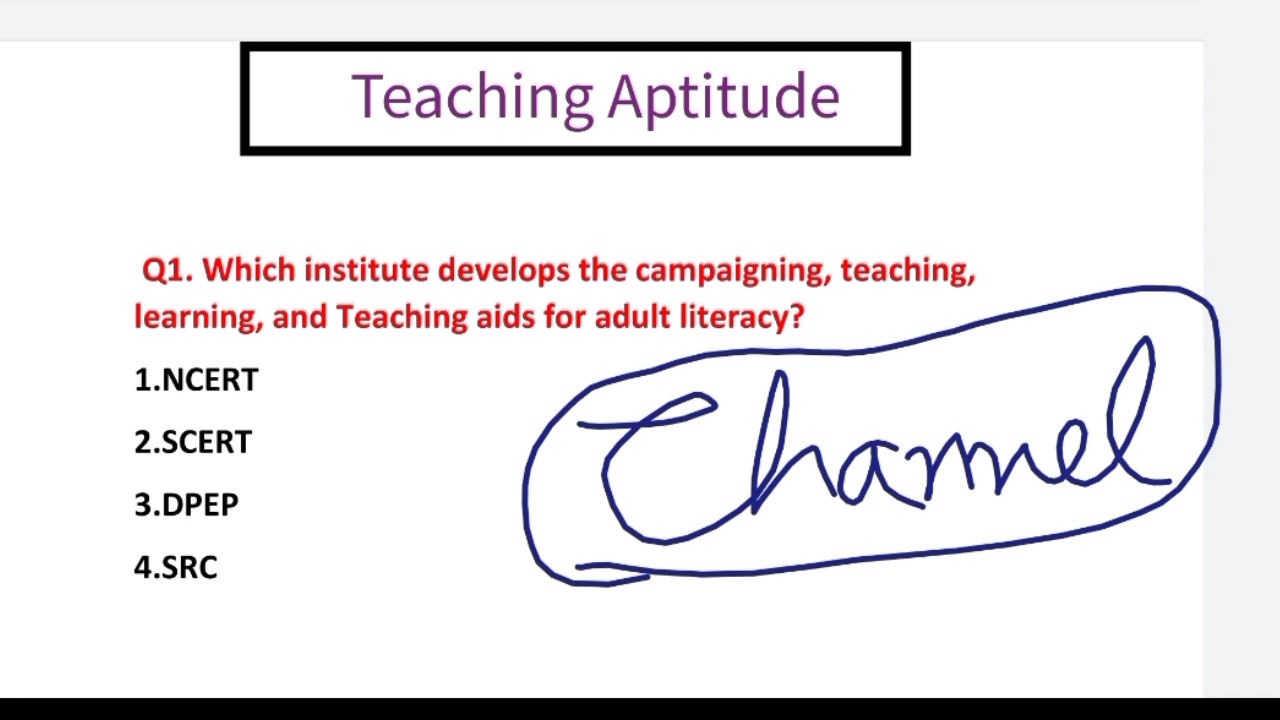 Teaching Aptitude
Q1. Which institute develops the campaigning, teaching,
learning, and Teaching aids for adult literacy?
1.NCERT
2.SCERT
3.DPEP
4.SRC
Channel